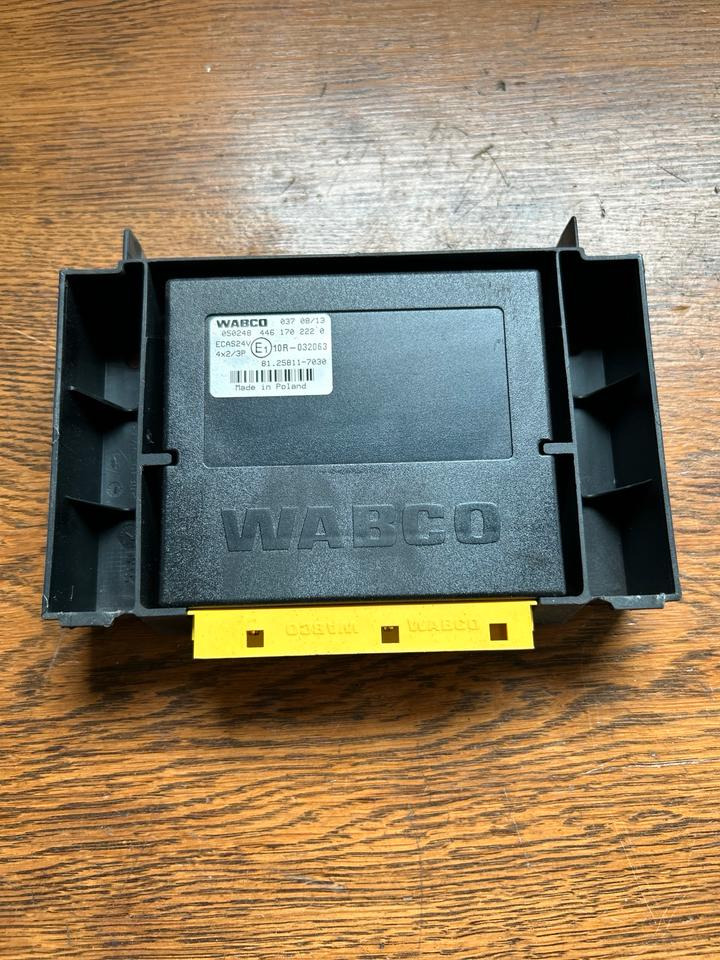 WABCO 037 08/13
050248 446 170 222 0
ECAS24V E1 10R-032063
4x2/3P
81.25811-7030
Made in Poland
WABCO
WABCO WABCO